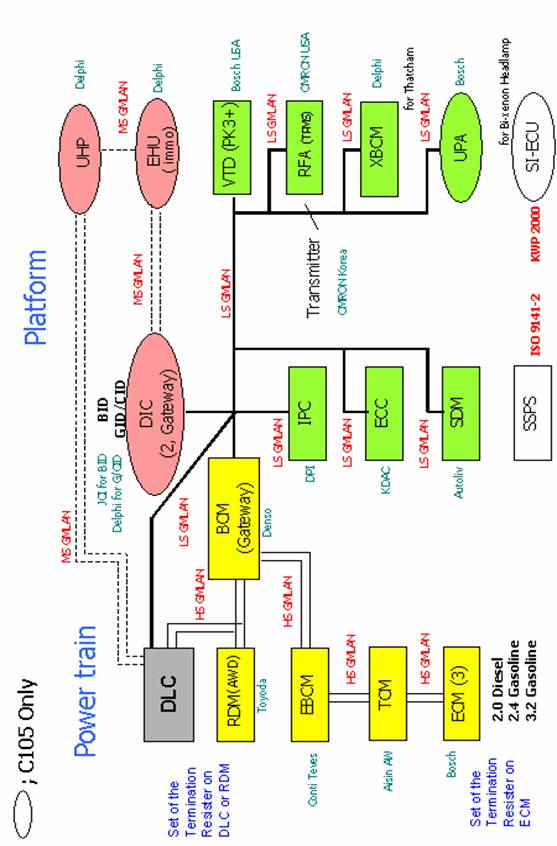 ; C105 Only
Power train
Platform
MS GMLAN
UHP
Delphi
MS GMLAN
EHU
( immo)
Delphi
MS GMLAN
BID
GID /CID
DIC
(2, Gateway)
JCI for BID
Delphi for G/CID
DLC
Set of the
Termination
Resister on
DLC or RDM
LS GMLAN
HS GMLAN
BCM
(Gateway)
Denso
LS GMLAN
VTD (PK3+)
Bosch USA
RDM(AWD)
Toyoda
HS GMLAN
LS GMLAN
RFA (TPMS)
OMRON USA
Transmitter
OMRON Korea
LS GMLAN
IPC
DPI
EBCM
Conti Teves
LS GMLAN
XBCM
Delphi
LS GMLAN
ECC
KDAC
HS GMLAN
TCM
Aisin AW
for Thatcham
LS GMLAN
UPA
Bosch
LS GMLAN
SDM
Autoliv
HS GMLAN
ECM (3)
Bosch
Set of the
Termination
Resister on
ECM
2.0 Diesel
2.4 Gasoline
3.2 Gasoline
SSPS
ISO 9141-2
KWP 2000
for Bi-xenon Headlamp
SI-ECU